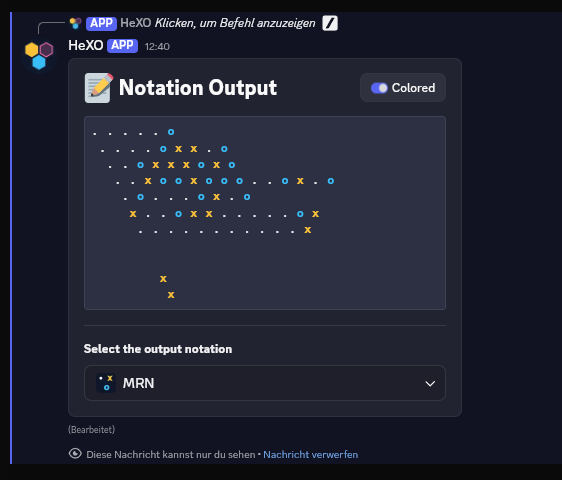 APP HeXO Klicken, um Befehl anzuzeigen /
HeXO APP 12:40
Notation Output
Colored
. . . . . o
. . . . o x x . o
. . o x x x o x o
. . x o o x o o o . . o x . o
. o . . . o x . o
x . . o x x . . . . . o x
. . . . . . . . . . . x
x
x
Select the output notation
MRN
(Bearbeitet)
Diese Nachricht kannst nur du sehen • Nachricht verwerfen